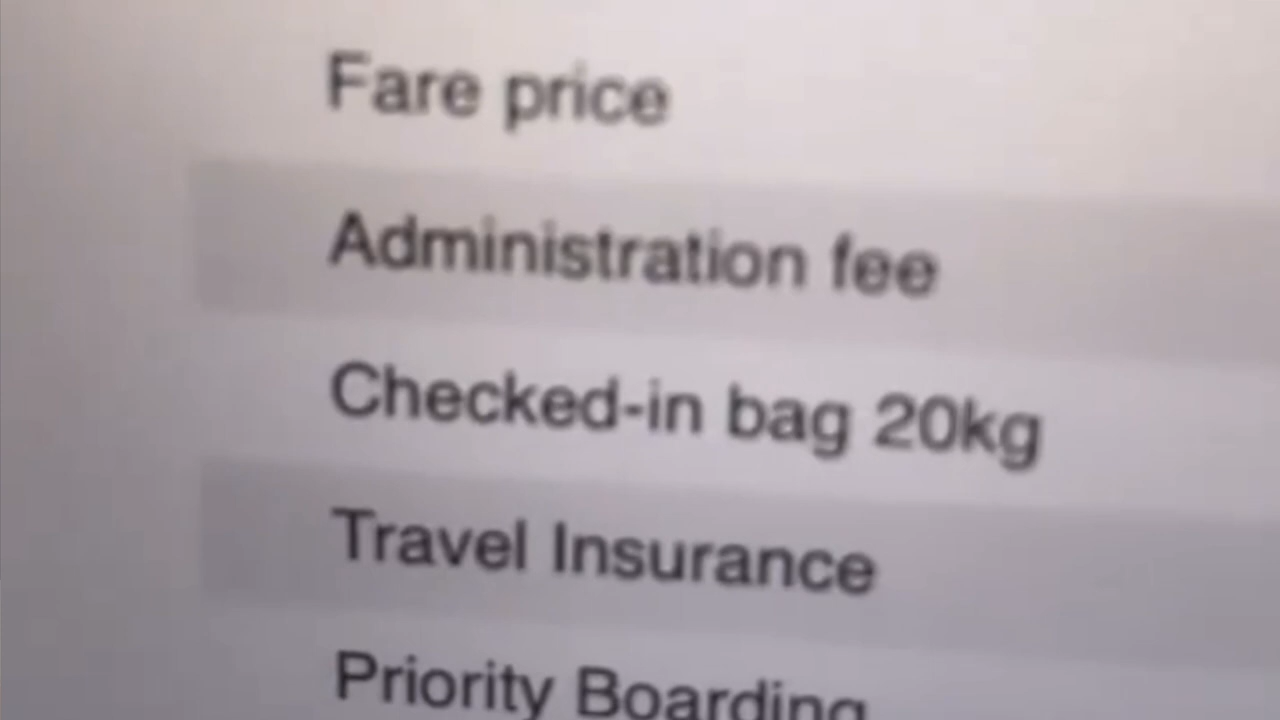 Fare price
Administration fee
Checked-in bag 20kg
Travel Insurance
Priority Boarding